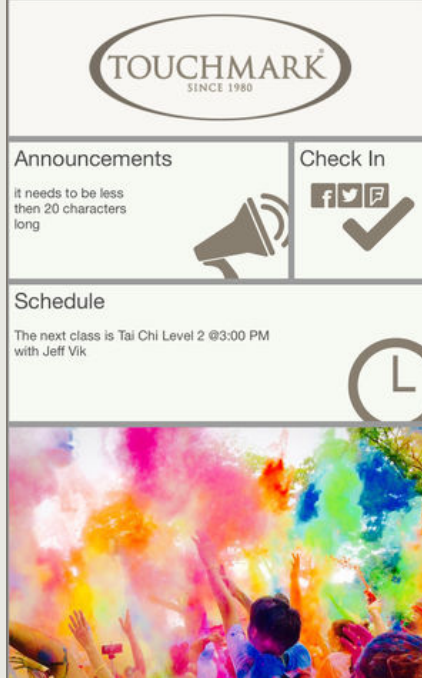 TOUCHMARK®
SINCE 1980
Announcements
it needs to be less
then 20 characters
long
Check In
Schedule
The next class is Tai Chi Level 2 @3:00 PM
with Jeff Vik